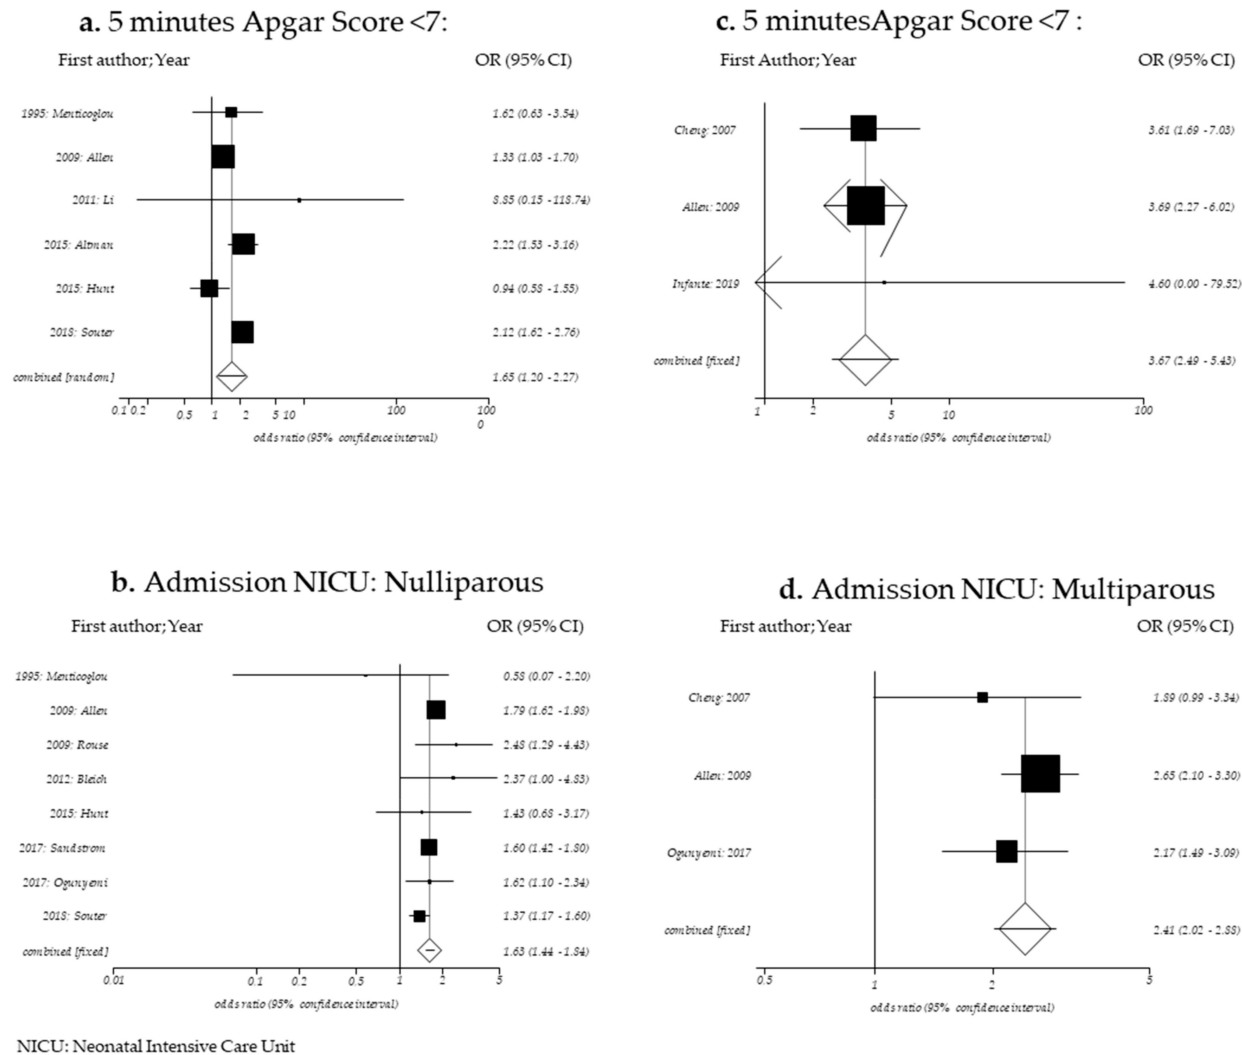 a. 5 minutes Apgar Score <7:
First author; Year OR (95% CI)
1995: Menticoglou 1.62 (0.63 - 3.54)
2009: Allen 1.33 (1.03 - 1.70)
2011: Li 8.85 (0.15 - 118.74)
2015: Altman 2.22 (1.53 - 3.16)
2015: Hunt 0.94 (0.58 - 1.55)
2018: Souter 2.12 (1.62 - 2.76)
combined [random] 1.65 (1.20 - 2.27)
0.1 0.2 0.5 1 2 5 10 100 100
0
odds ratio (95% confidence interval)
c. 5 minutesApgar Score <7 :
First Author; Year OR (95% CI)
Cheng: 2007 3.61 (1.69 - 7.03)
Allen: 2009 3.69 (2.27 - 6.02)
Infante: 2019 4.60 (0.00 - 79.52)
combined [fixed] 3.67 (2.49 - 5.43)
1 2 5 10 100
odds ratio (95% confidence interval)
b. Admission NICU: Nulliparous
First author; Year OR (95% CI)
1995: Menticoglou 0.58 (0.07 - 2.20)
2009: Allen 1.79 (1.62 - 1.98)
2009: Rouse 2.48 (1.29 - 4.43)
2012: Bleich 2.37 (1.00 - 4.83)
2015: Hunt 1.43 (0.68 - 3.17)
2017: Sandstrom 1.60 (1.42 - 1.80)
2017: Ogunyemi 1.62 (1.10 - 2.34)
2018: Souter 1.37 (1.17 - 1.60)
combined [fixed] 1.63 (1.44 - 1.84)
0.01 0.1 0.2 0.5 1 2 5
odds ratio (95% confidence interval)
d. Admission NICU: Multiparous
First author; Year OR (95% CI)
Cheng: 2007 1.89 (0.99 - 3.34)
Allen: 2009 2.65 (2.10 - 3.30)
Ogunyemi: 2017 2.17 (1.49 - 3.09)
combined [fixed] 2.41 (2.02 - 2.88)
0.5 1 2 5
odds ratio (95% confidence interval)
NICU: Neonatal Intensive Care Unit